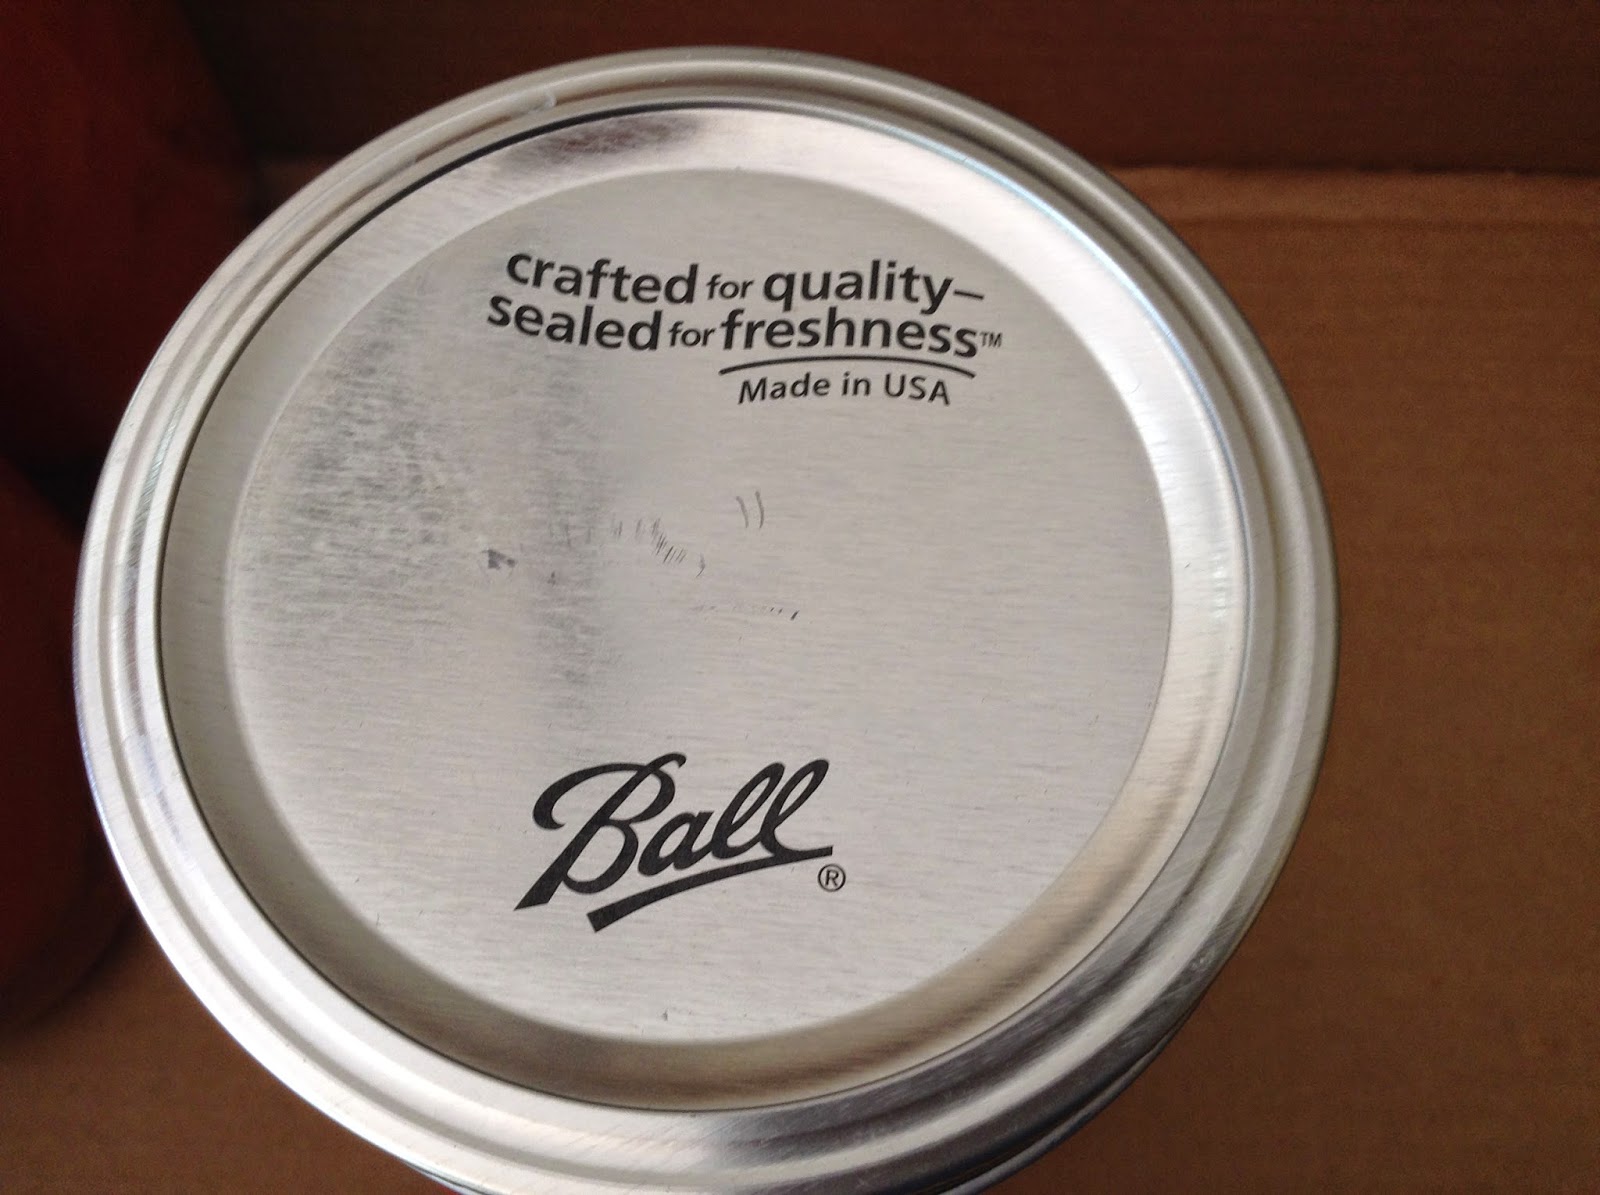 crafted for quality–
sealed for freshness™
Made in USA
Ball®